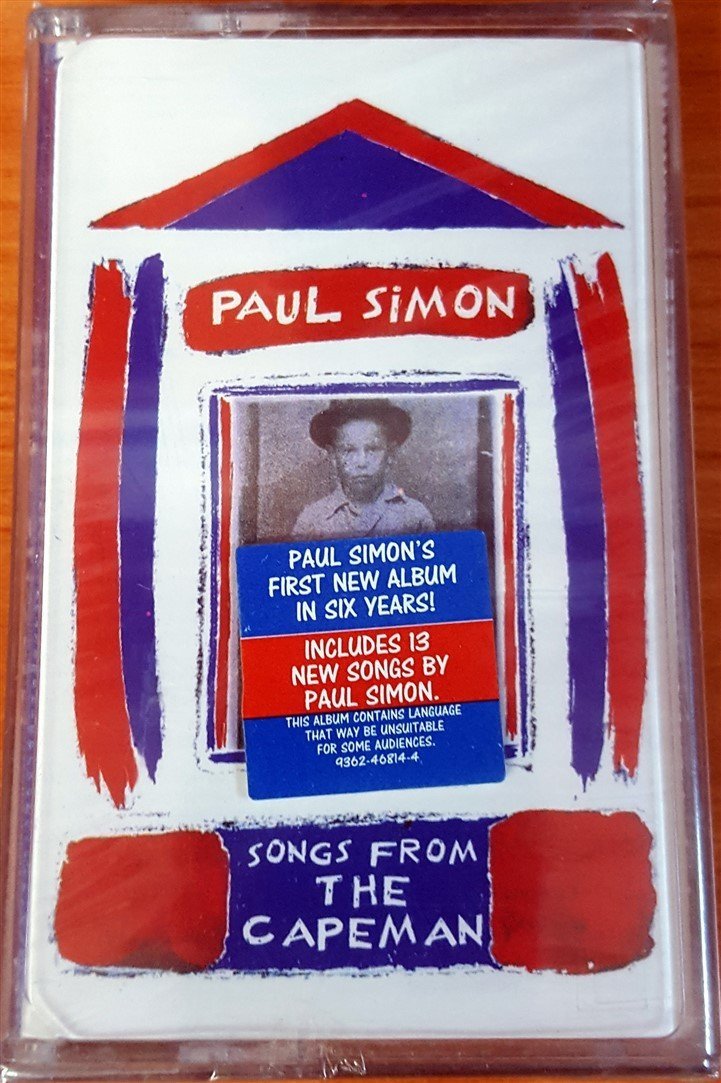 PAUL SiMON
PAUL SIMON'S
FIRST NEW ALBUM
IN SIX YEARS!
INCLUDES 13
NEW SONGS BY
PAUL SIMON.
THIS ALBUM CONTAINS LANGUAGE
THAT WAY BE UNSUITABLE
FOR SOME AUDIENCES.
9362-46814-4
SONGS FROM
THE
CAPEMAN